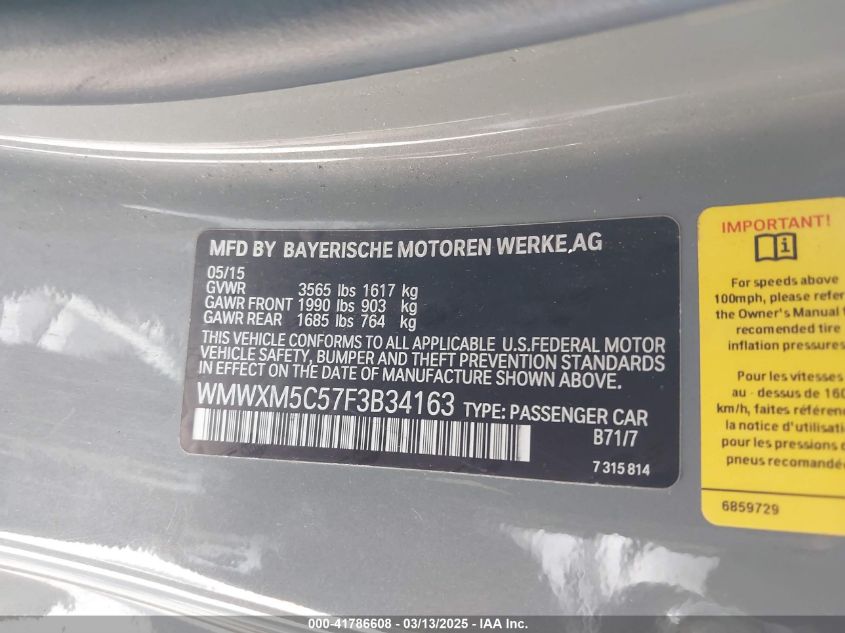 MFD BY BAYERISCHE MOTOREN WERKE,AG
05/15
GVWR 3565 lbs 1617 kg
GAWR FRONT 1990 lbs 903 kg
GAWR REAR 1685 lbs 764 kg
THIS VEHICLE CONFORMS TO ALL APPLICABLE U.S.FEDERAL MOTOR
VEHICLE SAFETY, BUMPER AND THEFT PREVENTION STANDARDS
IN EFFECT ON THE DATE OF MANUFACTURE SHOWN ABOVE.
WMWXM5C57F3B34163 TYPE: PASSENGER CAR
B71/7
7 315 814
IMPORTANT!
i
For speeds above
100mph, please refer
the Owner's Manual
recomended tire
inflation pressures
Pour les vitesses
au - dessus de 160
km/h, faites
la notice
pour les pressions
pneus
6859729
000-41786608 - 03/13/2025 - IAA Inc.